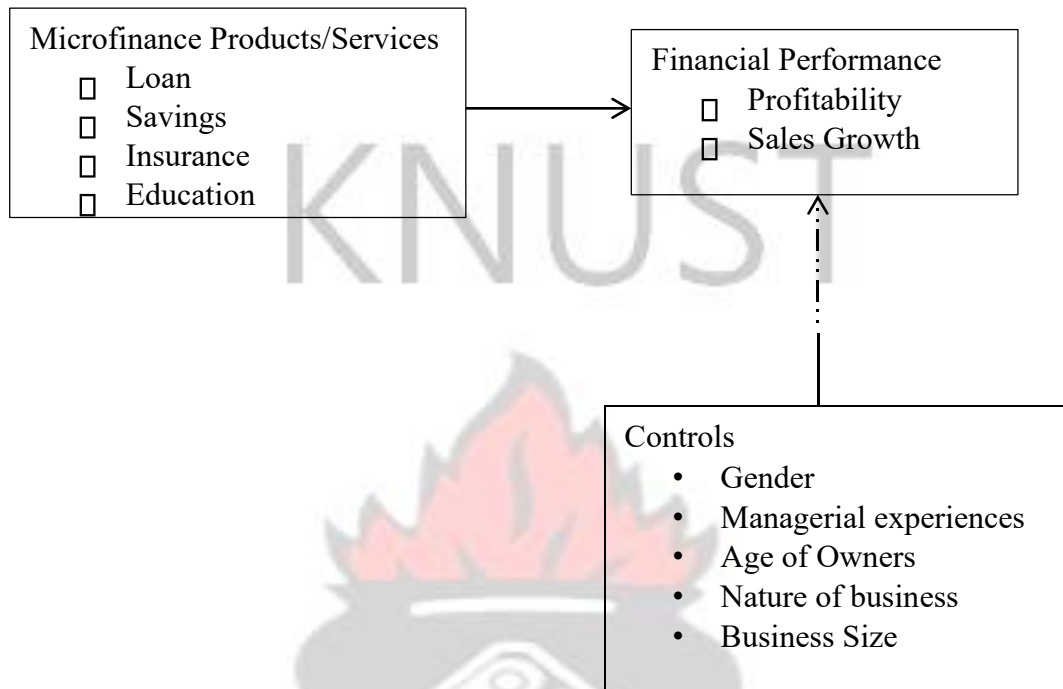 Microfinance Products/Services
Loan
Savings
Insurance
Education
Financial Performance
Profitability
Sales Growth
KNUST
Controls
• Gender
• Managerial experiences
• Age of Owners
• Nature of business
• Business Size